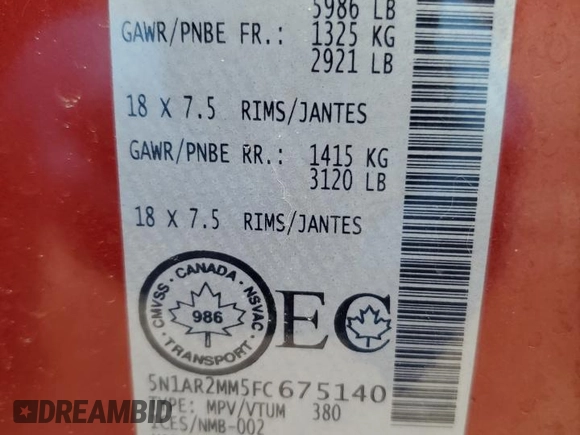 5986 LB
GAWR/PNBE FR.: 1325 KG
2921 LB
18 X 7.5 RIMS/JANTES
GAWR/PNBE RR.: 1415 KG
3120 LB
18 X 7.5 RIMS/JANTES
CMVSS · CANADA · NSVAC
986
TRANSPORT
EC
5N1AR2MM5FC675140
TYPE: MPV/VTUM 380
ICES/NMB-002
DREAMBID